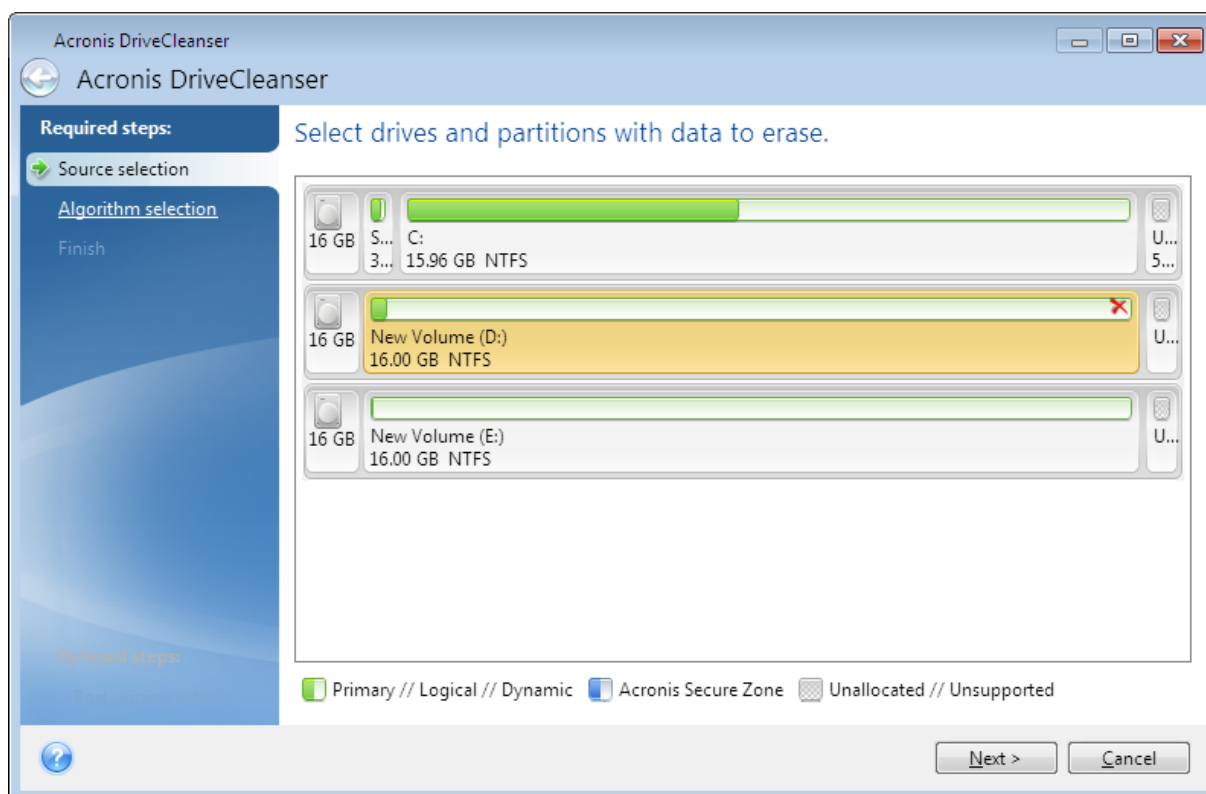 Acronis DriveCleanser
Acronis DriveCleanser
Required steps:
Source selection
Algorithm selection
Finish
Optional steps:
Select drives and partitions with data to erase.
16 GB
S...
3...
C:
15.96 GB NTFS
U...
5...
16 GB
New Volume (D:)
16.00 GB NTFS
U...
16 GB
New Volume (E:)
16.00 GB NTFS
U...
Primary // Logical // Dynamic
Acronis Secure Zone
Unallocated // Unsupported
Next >
Cancel